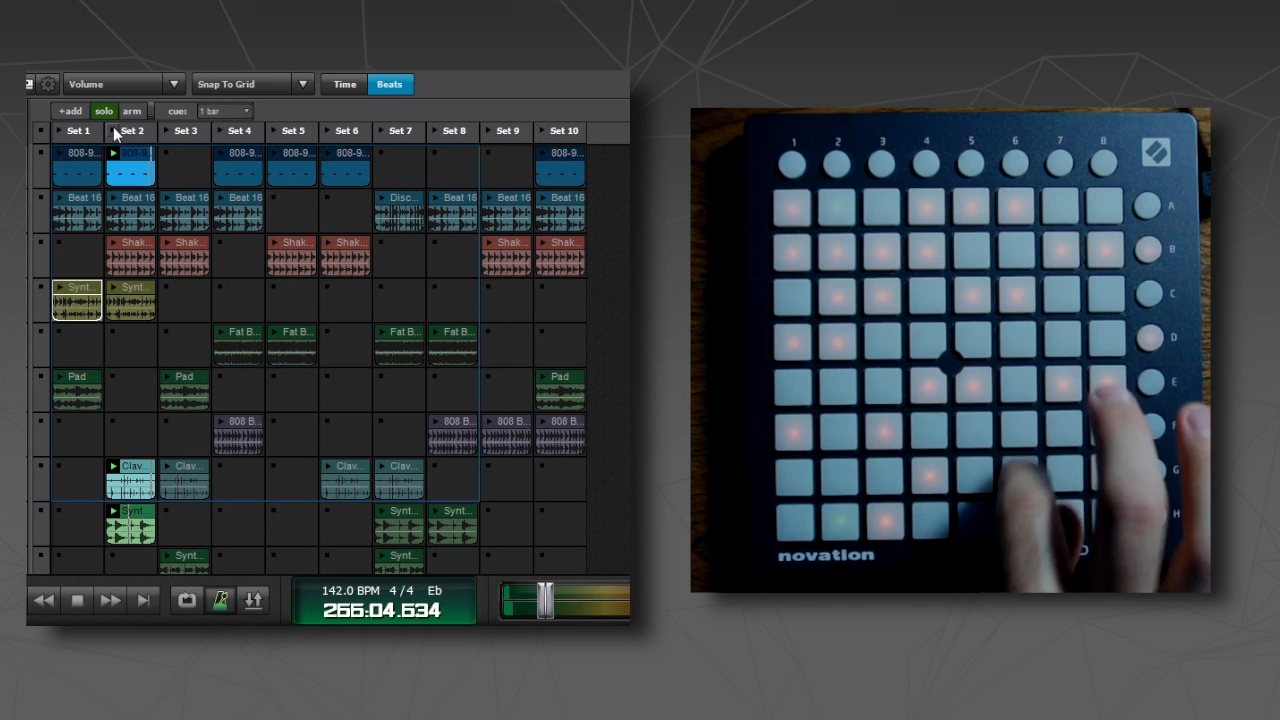 Volume Snap To Grid Time Beats
+add solo arm cue: 1 bar
Set 1 Set 2 Set 3 Set 4 Set 5 Set 6 Set 7 Set 8 Set 9 Set 10
808-9... 808-9 808-9... 808-9... 808-9... 808-9...
Beat 16 Beat 16 Beat 16 Beat 16 Disc... Beat 16 Beat 16
Shak... Shak... Shak... Shak... Shak... Shak...
Synt... Synt...
Fat B... Fat B... Fat B... Fat B...
Pad Pad Pad
808 B... 808 B... 808 B... 808 B...
Clav... Clav... Clav... Clav...
Synt... Synt... Synt...
Synt... Synt...
142.0 BPM 4/4 Eb
266:04.634
1 2 3 4 5 6 7 8
A
B
C
D
E
G
H
novation